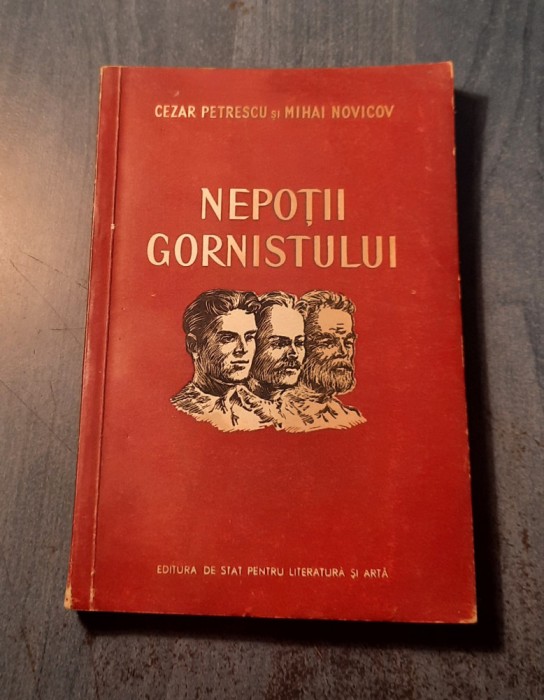 CEZAR PETRESCU ȘI MIHAI NOVICOV
NEPOȚII
GORNISTULUI
EDITURA DE STAT PENTRU LITERATURĂ ȘI ARTĂ